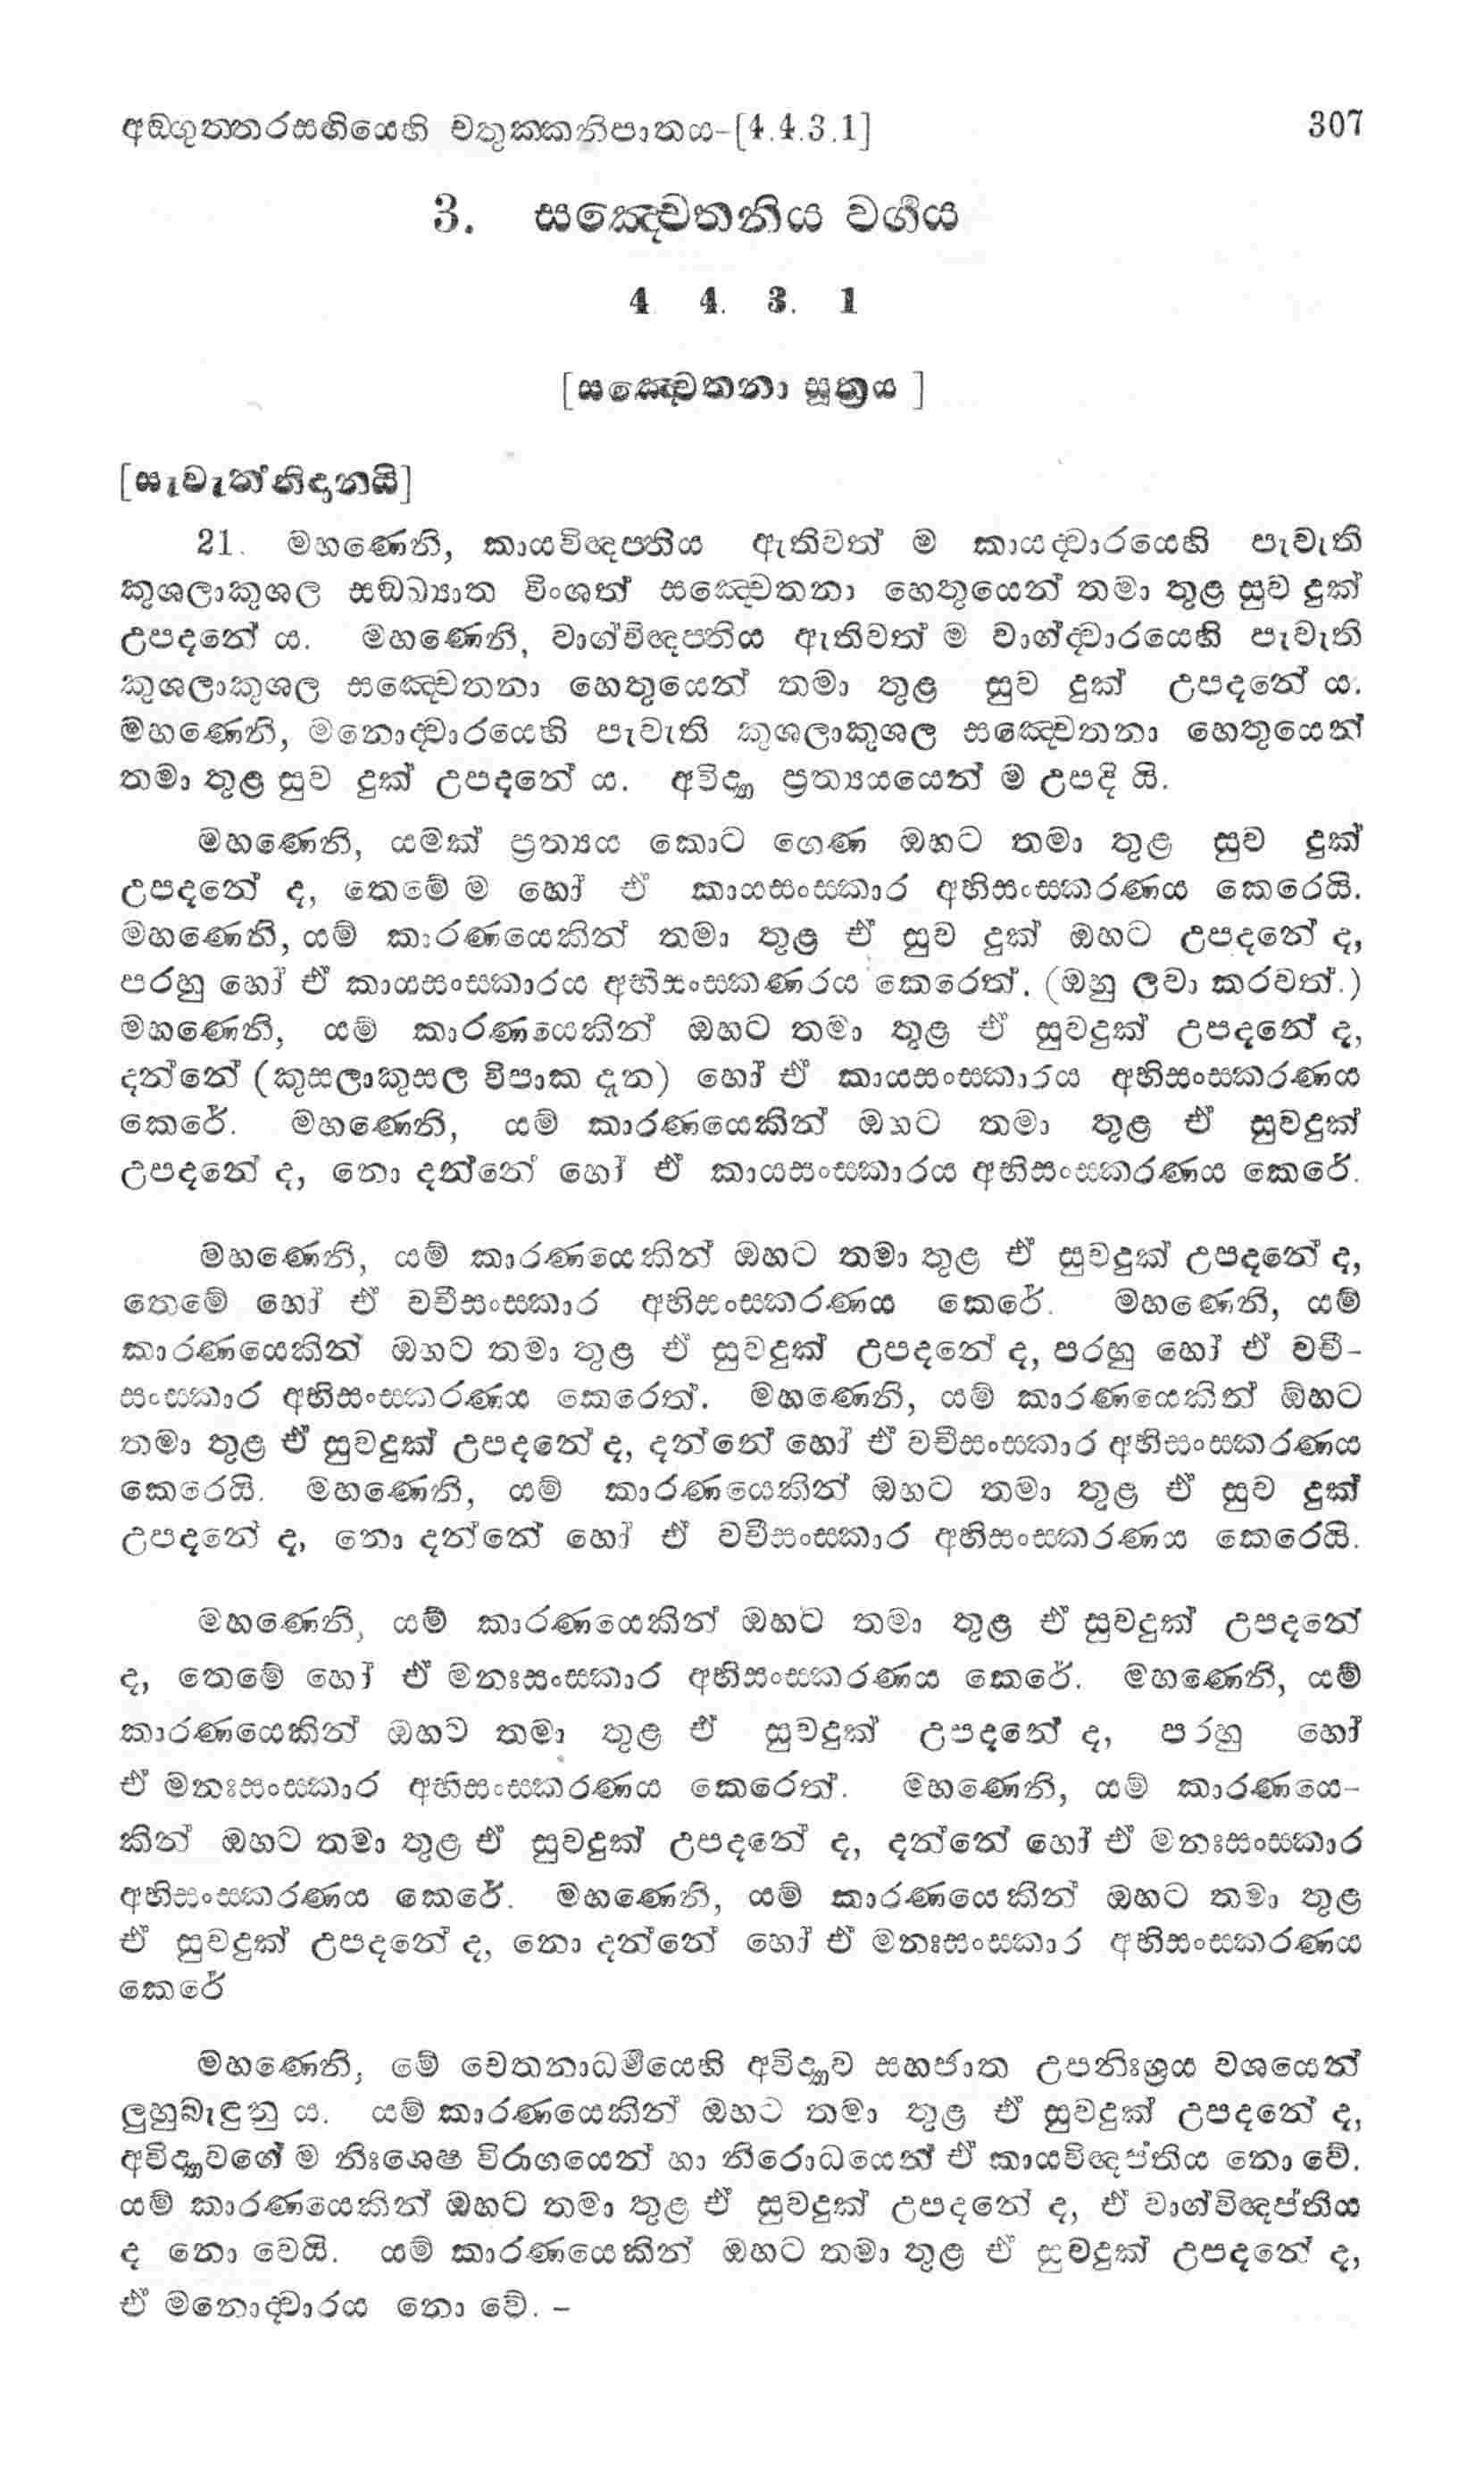 අඞගුත්තරසඟියෙහි චතුක්කනිපාතය-[4.4.3.1] 307
3. සඤ්චෙතනිය වර්‍ගය
4 4. 3. 1
[සඤ්චෙතනා සූත්‍රය ]
[සැවැත්නිදානයි]
21. මහණෙනි, කායවිඥප්තිය ඇතිවත් ම කායද්වාරයෙහි පැවැති
කුශලාකුශල සඞ්ඛ්‍යාත විංශත් සඤ්චෙතනා හෙතුයෙන් තමා තුළ සුව දුක්
උපදනේ ය. මහණෙනි, වාග්විඥප්තිය ඇතිවත් ම වාග්ද්වාරයෙහි පැවැති
කුශලාකුශල සඤ්චෙතනා හෙතුයෙන් තමා තුළ සුව දුක් උපදනේ ය.
මහණෙනි, මනොද්වාරයෙහි පැවැති කුශලාකුශල සඤ්චෙතනා හෙතුයෙන්
තමා තුළ සුව දුක් උපදනේ ය. අවිද්‍යා ප්‍රත්‍යයයෙන් ම උපදි යි.
මහණෙනි, යමක් ප්‍රත්‍යය කොට ගෙණ ඔහට තමා තුළ සුව දුක්
උපදනේ ද, තෙමේ ම හෝ ඒ කායසංස්කාර අභිසංස්කරණය කෙරෙයි.
මහණෙනි, යම් කාරණයෙකින් තමා තුළ ඒ සුව දුක් ඔහට උපදනේ ද,
පරහු හෝ ඒ කායසංස්කාරය අභිසංස්කණරය කෙරෙත්. (ඔහු ලවා කරවත්.)
මහණෙනි, යම් කාරණයෙකින් ඔහට තමා තුළ ඒ සුවදුක් උපදනේ ද,
දන්නේ (කුසලාකුසල විපාක දැන) හෝ ඒ කායසංස්කාරය අභිසංස්කරණය
කෙරේ. මහණෙනි, යම් කාරණයෙකින් ඔහට තමා තුළ ඒ සුවදුක්
උපදනේ ද, නො දන්නේ හෝ ඒ කායසංස්කාරය අභිසංස්කරණය කෙරේ.
මහණෙනි, යම් කාරණයෙකින් ඔහට තමා තුළ ඒ සුවදුක් උපදනේ ද,
තෙමේ හෝ ඒ වචීසංස්කාර අභිසංස්කරණය කෙරේ. මහණෙනි, යම්
කාරණයෙකින් ඔහට තමා තුළ ඒ සුවදුක් උපදනේ ද, පරහු හෝ ඒ වචී-
සංස්කාර අභිසංස්කරණය කෙරෙත්. මහණෙනි, යම් කාරණයෙකින් ඔහට
තමා තුළ ඒ සුවදුක් උපදනේ ද, දන්නේ හෝ ඒ වචීසංස්කාර අභිසංස්කරණය
කෙරෙයි. මහණෙනි, යම් කාරණයෙකින් ඔහට තමා තුළ ඒ සුව දුක්
උපදනේ ද, නො දන්නේ හෝ ඒ වචීසංස්කාර අභිසංස්කරණය කෙරෙයි.
මහණෙනි, යම් කාරණයෙකින් ඔහට තමා තුළ ඒ සුවදුක් උපදනේ
ද, තෙමේ හෝ ඒ මනඃසංස්කාර අභිසංස්කරණය කෙරේ. මහණෙනි, යම්
කාරණයෙකින් ඔහට තමා තුළ ඒ සුවදුක් උපදනේ ද, පරහු හෝ
ඒ මනඃසංස්කාර අභිසංස්කරණය කෙරෙත්. මහණෙනි, යම් කාරණයෙ-
කින් ඔහට තමා තුළ ඒ සුවදුක් උපදනේ ද, දන්නේ හෝ ඒ මනඃසංස්කාර
අභිසංස්කරණය කෙරේ. මහණෙනි, යම් කාරණයෙකින් ඔහට තමා තුළ
ඒ සුවදුක් උපදනේ ද, නො දන්නේ හෝ ඒ මනඃසංස්කාර අභිසංස්කරණය
කෙරේ
මහණෙනි, මේ චෙතනාධර්‍මයෙහි අවිද්‍යාව සහජාත උපනිඃශ්‍රය වශයෙන්
ලුහුබැඳුනු ය. යම් කාරණයෙකින් ඔහට තමා තුළ ඒ සුවදුක් උපදනේ ද,
අවිද්‍යාවගේ ම නිඃශෙෂ විරාගයෙන් හා නිරොධයෙන් ඒ කායවිඥප්තිය නො වේ.
යම් කාරණයෙකින් ඔහට තමා තුළ ඒ සුවදුක් උපදනේ ද, ඒ වාග්විඥප්තිය
ද නො වෙයි. යම් කාරණයෙකින් ඔහට තමා තුළ ඒ සුවදුක් උපදනේ ද,
ඒ මනොද්වාරය නො වේ. -